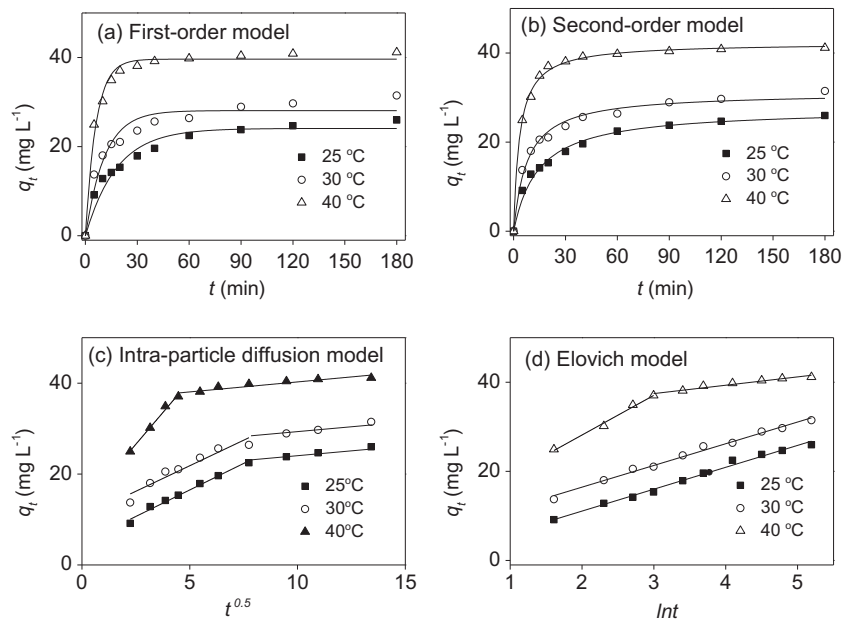 (a) First-order model
q_t (mg L⁻¹)
40
20
0
25 °C
30 °C
40 °C
0 30 60 90 120 150 180
t (min)
(b) Second-order model
q_t (mg L⁻¹)
40
20
0
25 °C
30 °C
40 °C
0 30 60 90 120 150 180
t (min)
(c) Intra-particle diffusion model
q_t (mg L⁻¹)
40
20
0
25°C
30°C
40°C
0 5 10 15
t^0.5
(d) Elovich model
q_t (mg L⁻¹)
40
20
0
25 °C
30 °C
40 °C
1 2 3 4 5
lnt